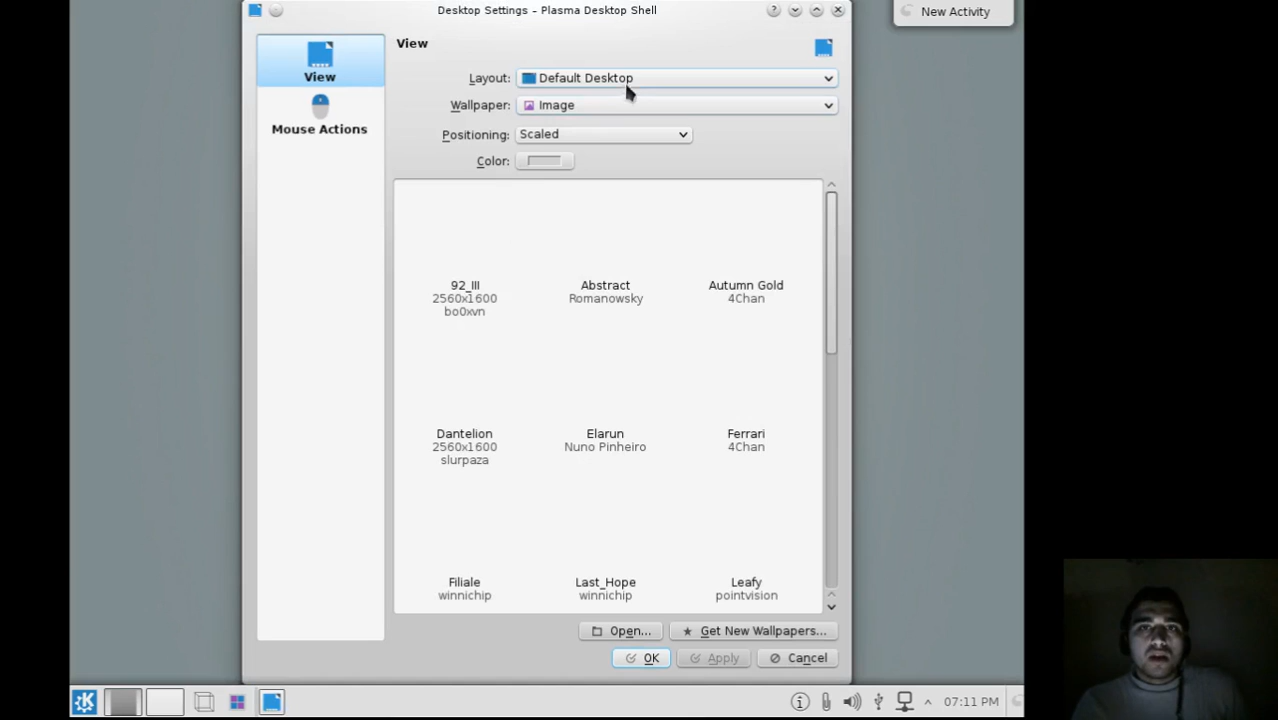 Desktop Settings – Plasma Desktop Shell
New Activity
View
Mouse Actions
View
Layout: Default Desktop
Wallpaper: Image
Positioning: Scaled
Color:
92_III
2560x1600
bo0xvn
Abstract
Romanowsky
Autumn Gold
4Chan
Dantelion
2560x1600
slurpaza
Elarun
Nuno Pinheiro
Ferrari
4Chan
Filiale
winnichip
Last_Hope
winnichip
Leafy
pointvision
Open...
Get New Wallpapers...
OK
Apply
Cancel
07:11 PM